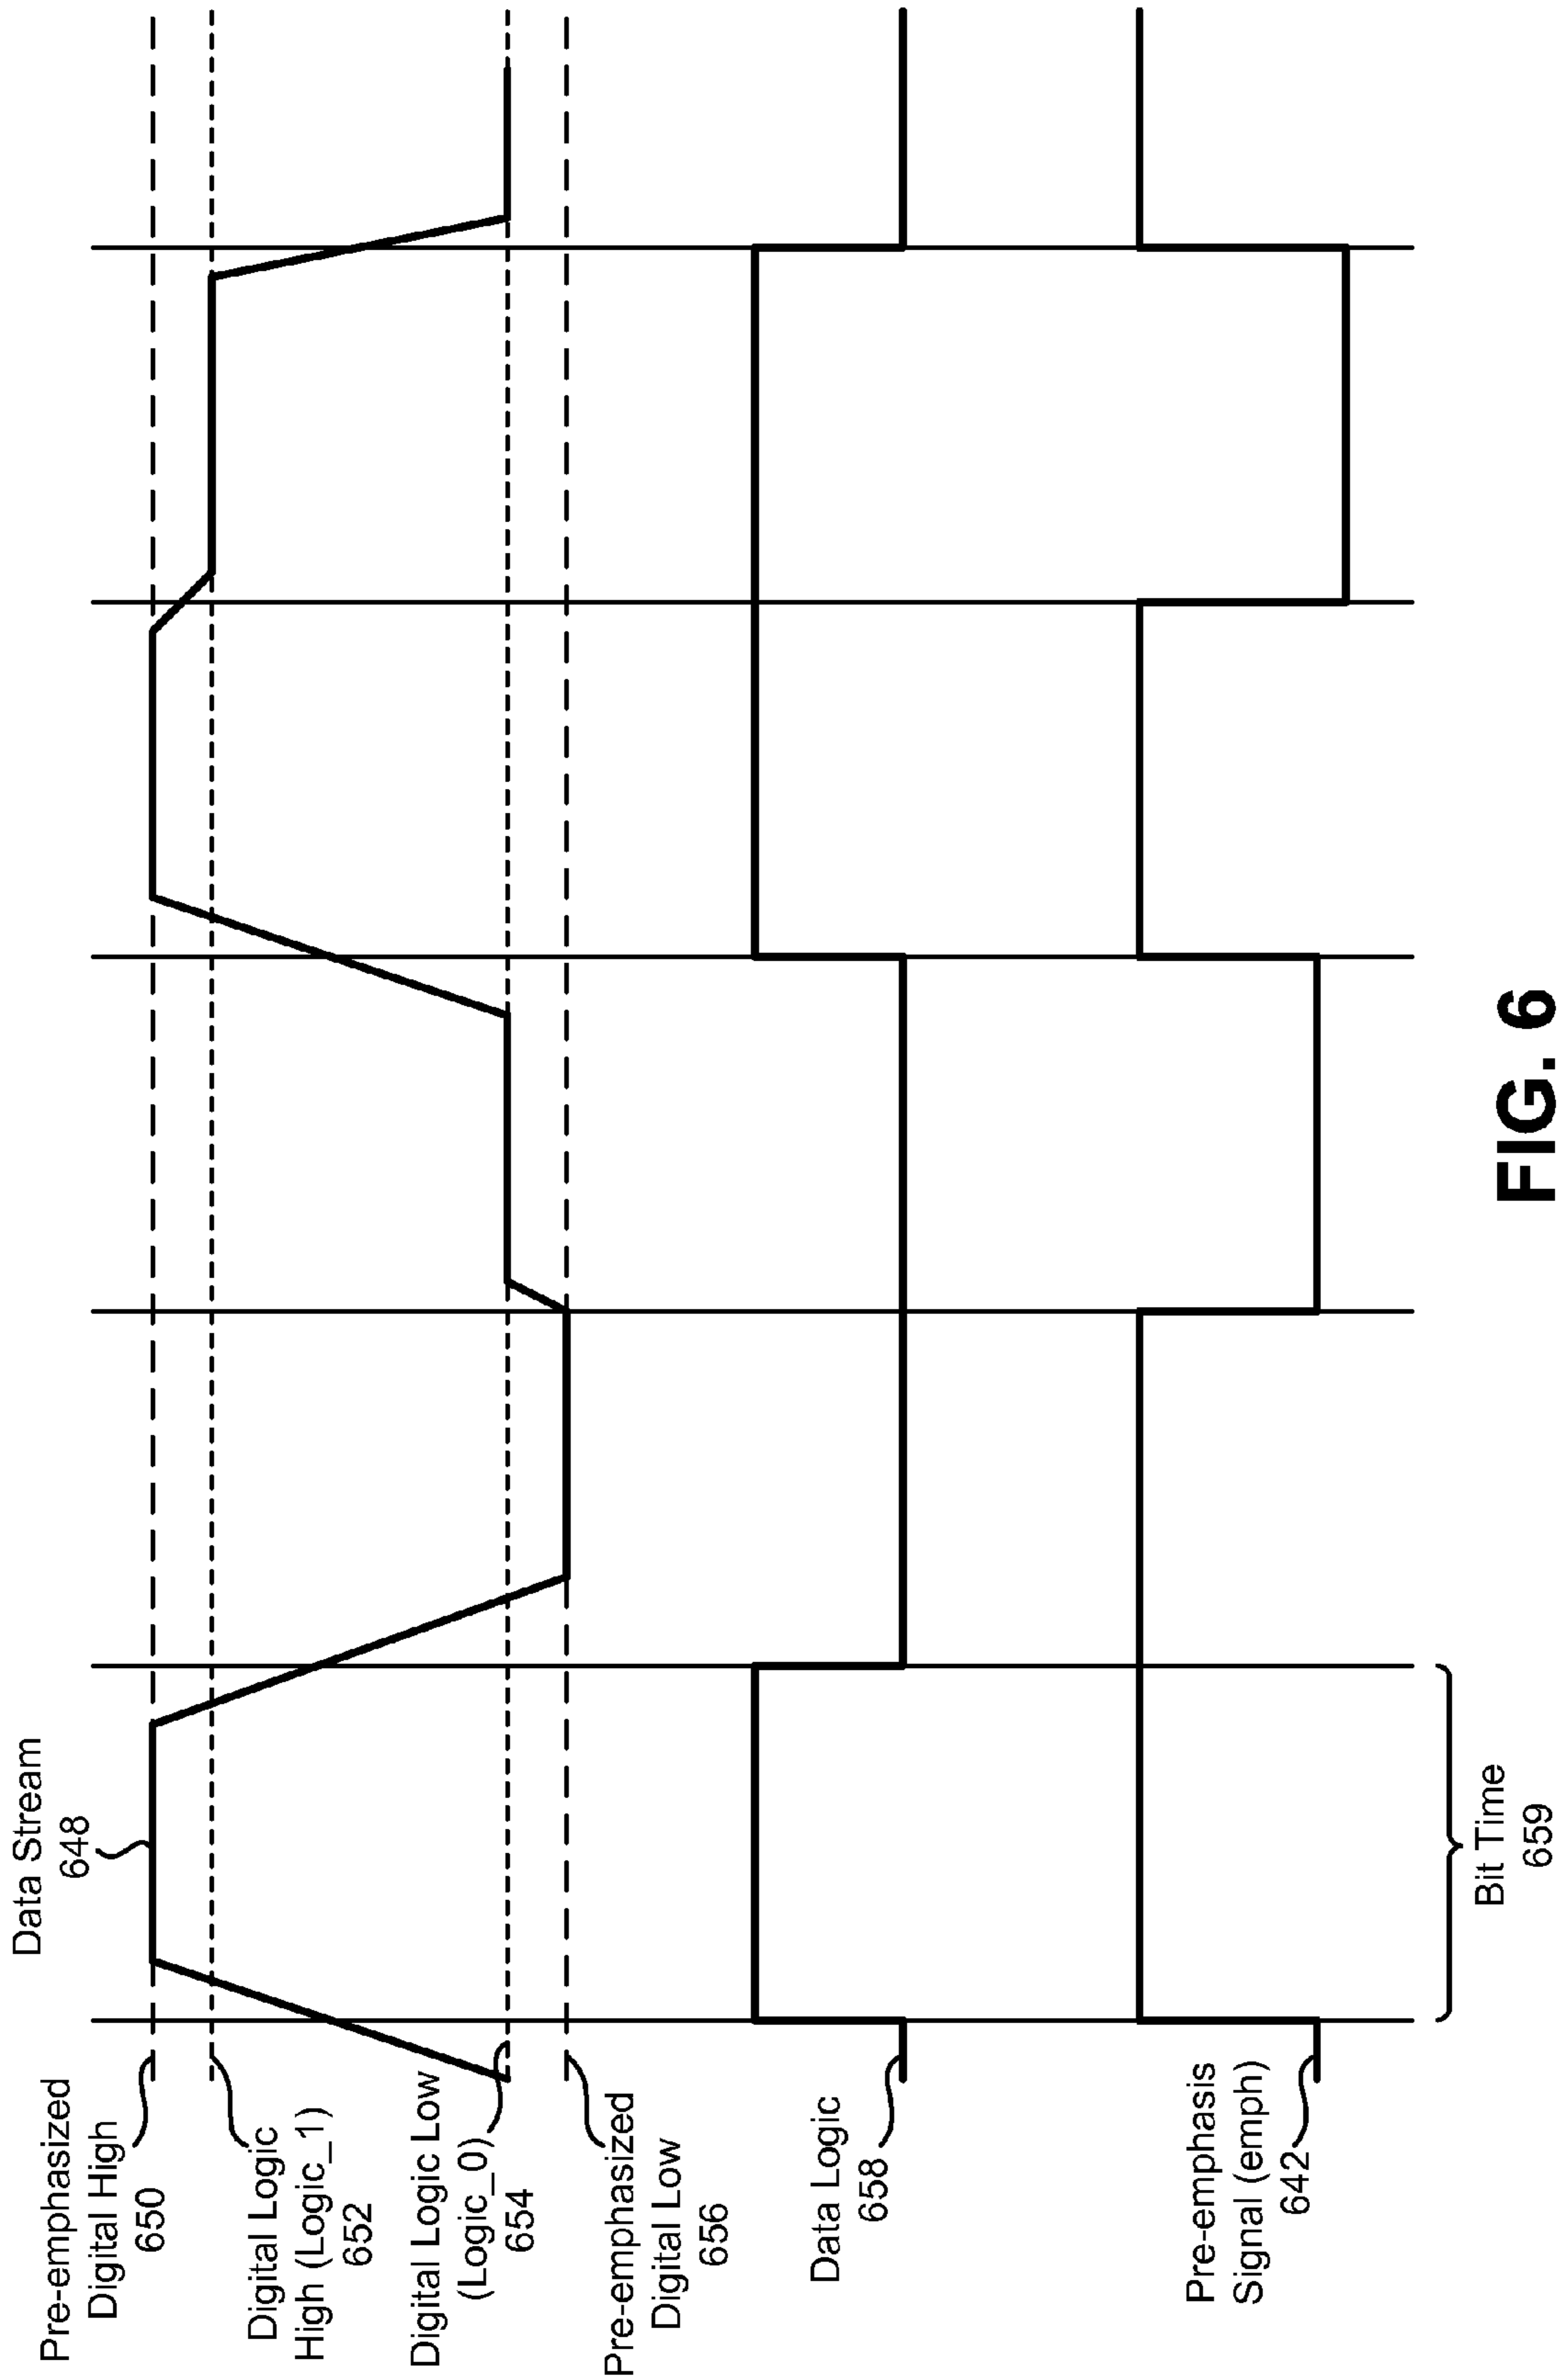 Data Stream
648
Pre-emphasized
Digital High
650
Digital Logic
High (Logic_1)
652
Digital Logic Low
(Logic_0)
654
Pre-emphasized
Digital Low
656
Data Logic
658
Pre-emphasis
Signal (emph)
642
Bit Time
659
FIG. 6